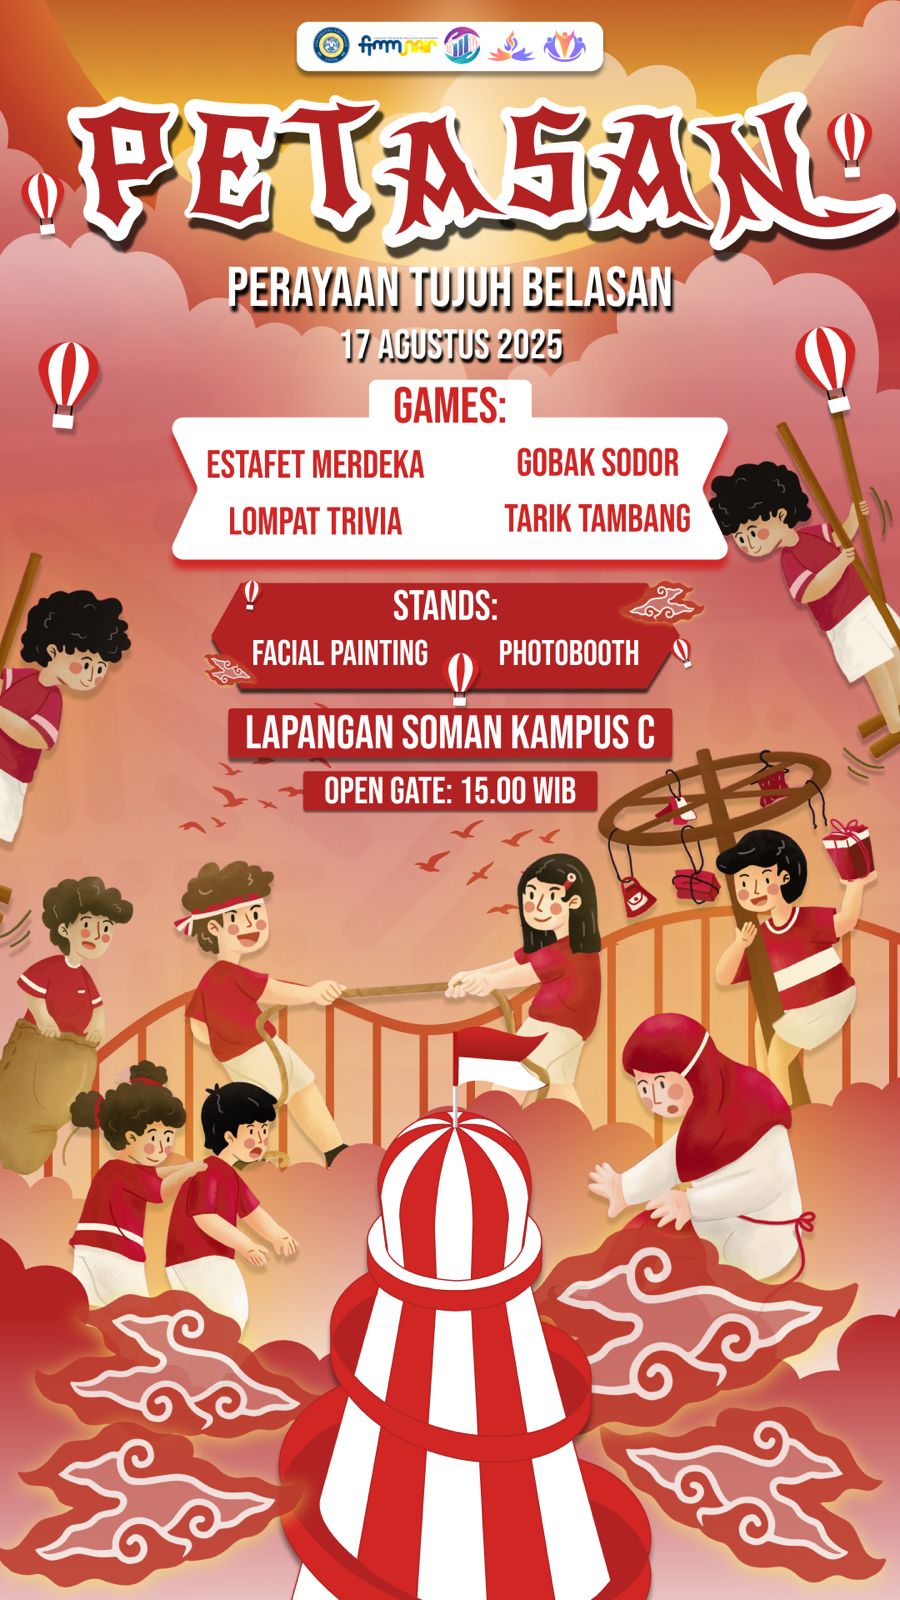 PETASAN
PERAYAAN TUJUH BELASAN
17 AGUSTUS 2025
GAMES:
ESTAFET MERDEKA
GOBAK SODOR
LOMPAT TRIVIA
TARIK TAMBANG
STANDS:
FACIAL PAINTING
PHOTOBOOTH
LAPANGAN SOMAN KAMPUS C
OPEN GATE: 15.00 WIB